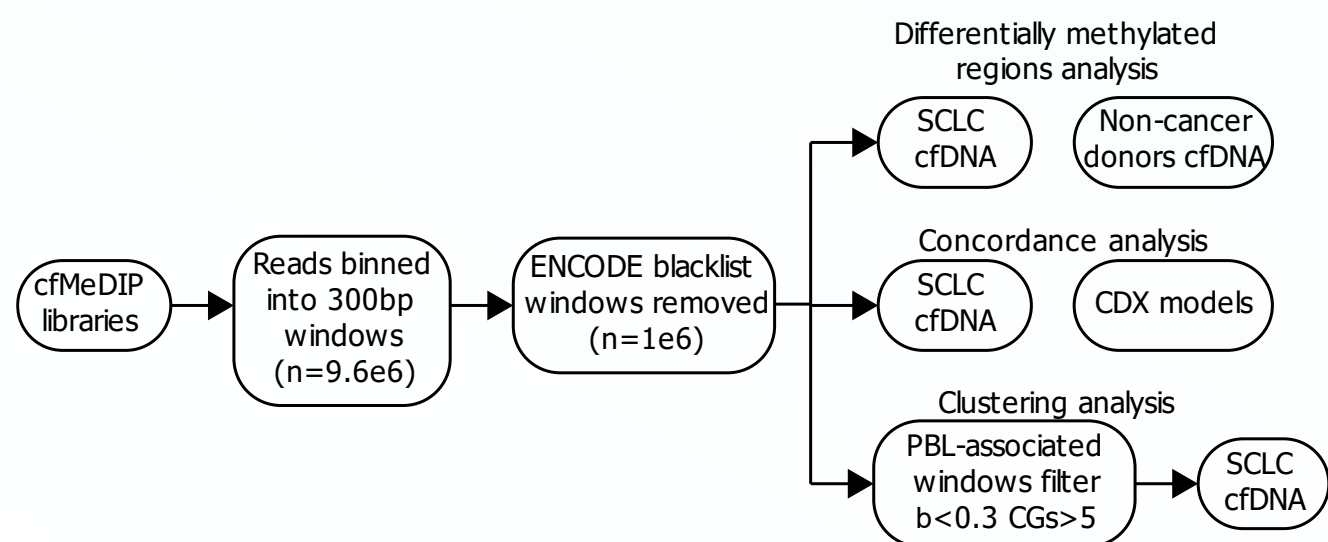 cfMeDIP
libraries
Reads binned
into 300bp
windows
(n=9.6e6)
ENCODE blacklist
windows removed
(n=1e6)
Differentially methylated
regions analysis
SCLC
cfDNA
Non-cancer
donors cfDNA
Concordance analysis
SCLC
cfDNA
CDX models
Clustering analysis
PBL-associated
windows filter
b<0.3 CGs>5
SCLC
cfDNA